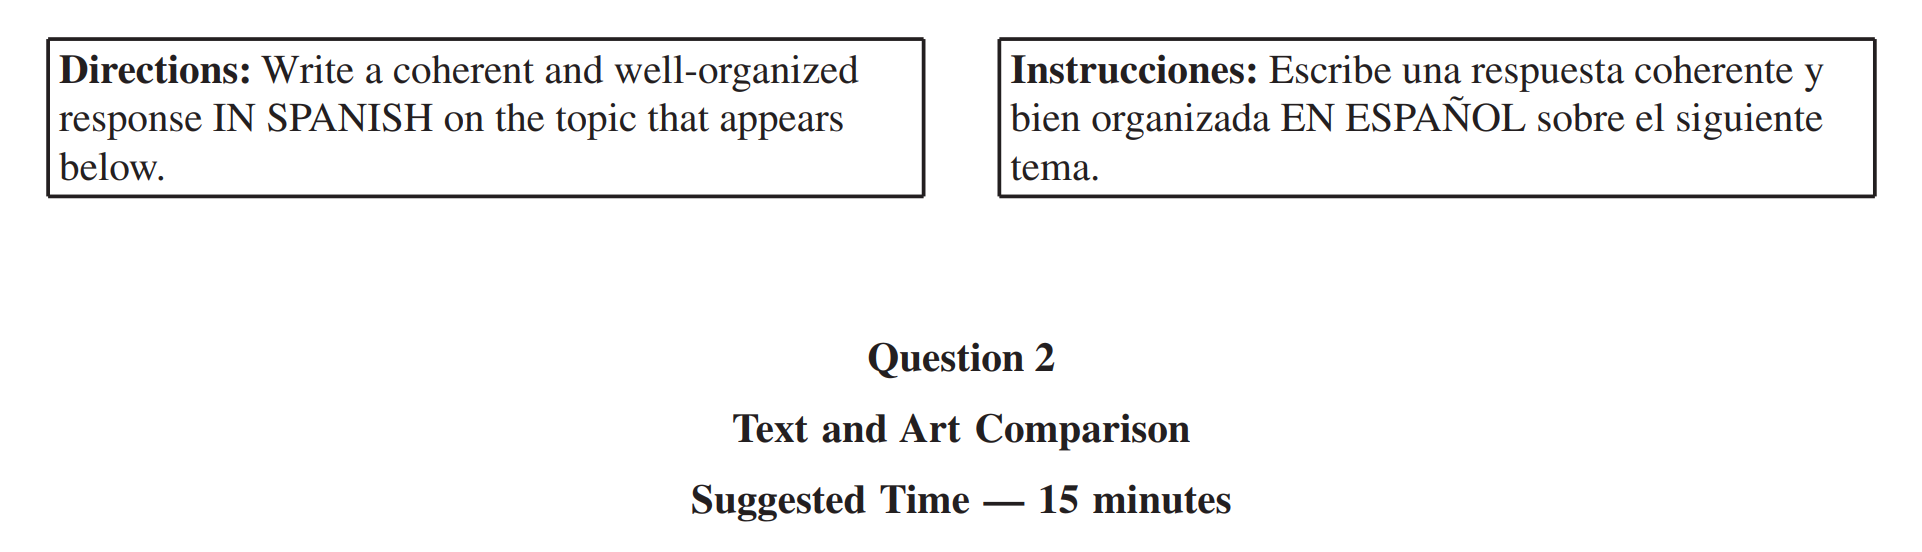 Directions: Write a coherent and well-organized
response IN SPANISH on the topic that appears
below.
Instrucciones: Escribe una respuesta coherente y
bien organizada EN ESPAÑOL sobre el siguiente
tema.
Question 2
Text and Art Comparison
Suggested Time — 15 minutes